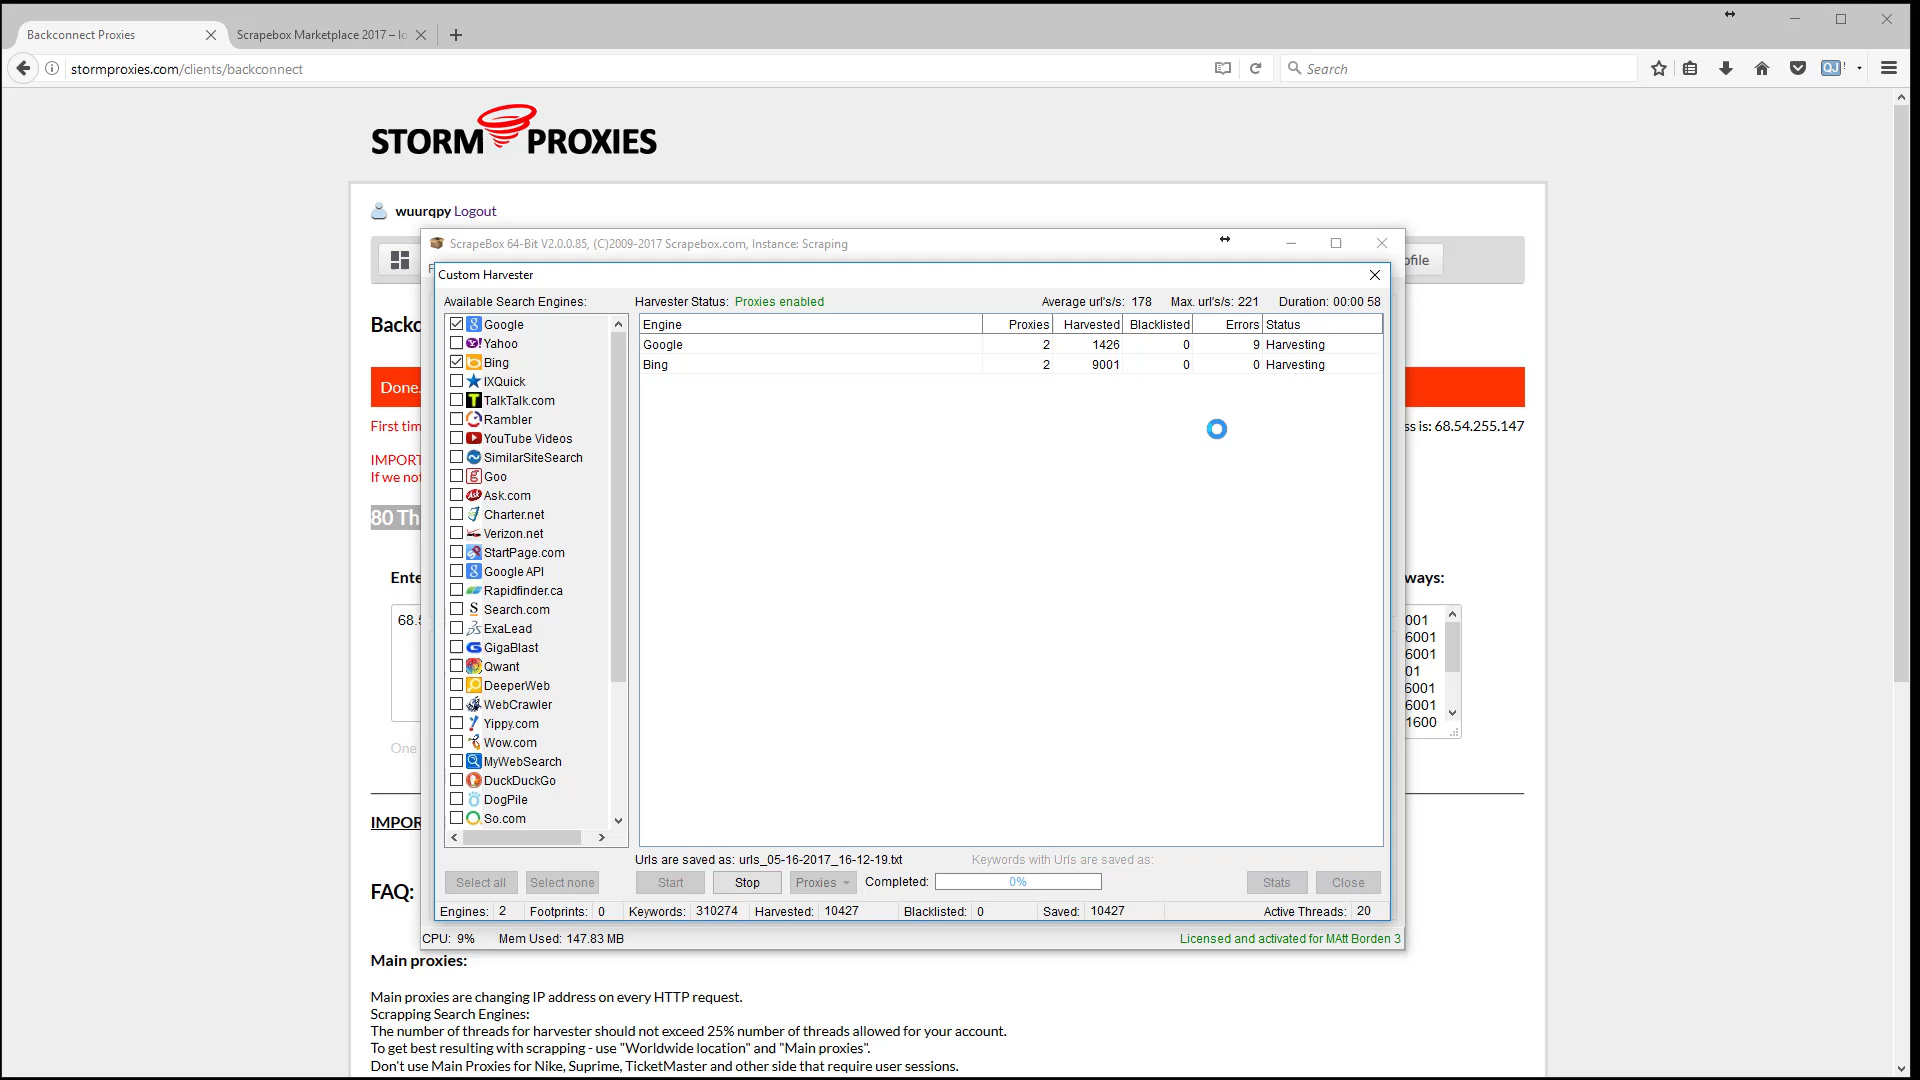 Backconnect Proxies
Scrapebox Marketplace 2017 – lo
stormproxies.com/clients/backconnect
Search
QJ !
STORM PROXIES
wuurqpy Logout
ScrapeBox 64-Bit V2.0.0.85, (C)2009-2017 Scrapebox.com, Instance: Scraping
ofile
Custom Harvester
Available Search Engines:
Harvester Status: Proxies enabled
Average url's/s: 178 Max. url's/s: 221 Duration: 00:00 58
Backc
Done.
First tim
ss is: 68.54.255.147
IMPORT
If we not
80 Th
Ente
ways:
68.5
One
IMPOR
FAQ:
Google
Yahoo
Bing
IXQuick
TalkTalk.com
Rambler
YouTube Videos
SimilarSiteSearch
Goo
Ask.com
Charter.net
Verizon.net
StartPage.com
Google API
Rapidfinder.ca
Search.com
ExaLead
GigaBlast
Qwant
DeeperWeb
WebCrawler
Yippy.com
Wow.com
MyWebSearch
DuckDuckGo
DogPile
So.com
Engine Proxies Harvested Blacklisted Errors Status
Google 2 1426 0 9 Harvesting
Bing 2 9001 0 0 Harvesting
001
6001
6001
01
6001
6001
1600
Urls are saved as: urls_05-16-2017_16-12-19.txt Keywords with Urls are saved as:
Select all Select none Start Stop Proxies Completed: 0% Stats Close
Engines: 2 Footprints: 0 Keywords: 310274 Harvested: 10427 Blacklisted: 0 Saved: 10427 Active Threads: 20
CPU: 9% Mem Used: 147.83 MB Licensed and activated for MAtt Borden 3
Main proxies:
Main proxies are changing IP address on every HTTP request.
Scrapping Search Engines:
The number of threads for harvester should not exceed 25% number of threads allowed for your account.
To get best resulting with scrapping - use "Worldwide location" and "Main proxies".
Don't use Main Proxies for Nike, Suprime, TicketMaster and other side that require user sessions.